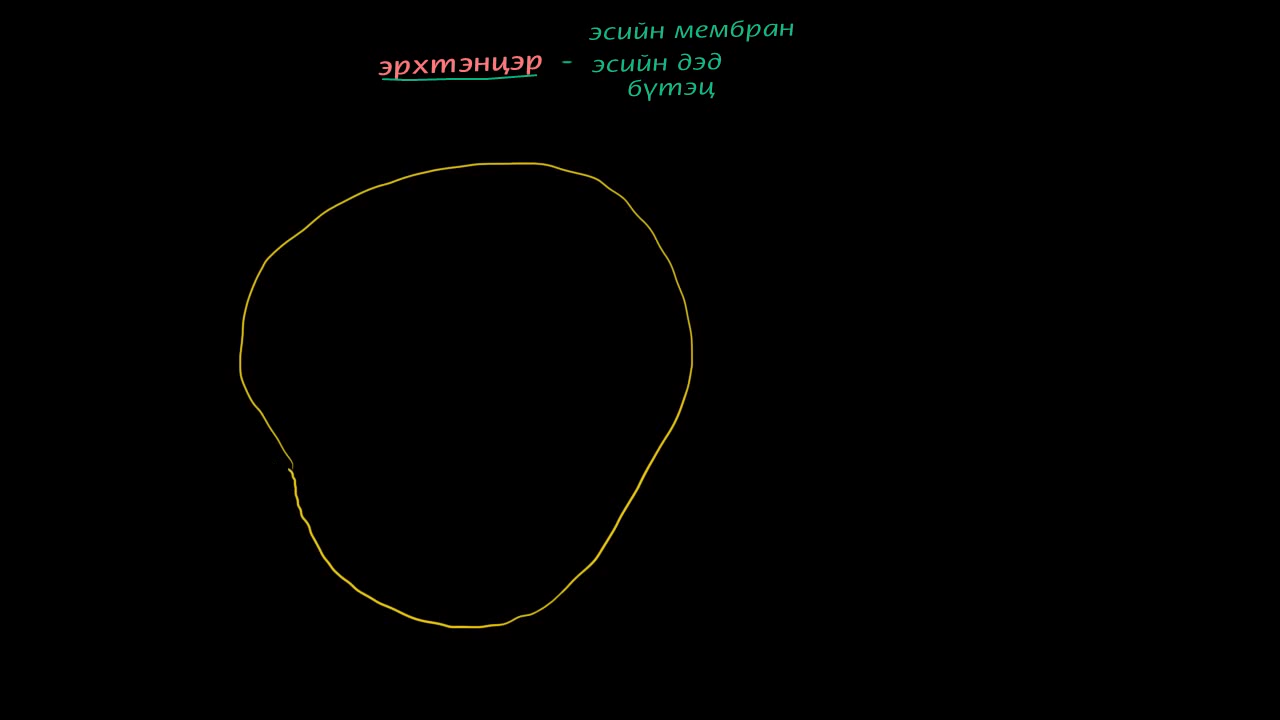 эсийн мембран
эрхтэнцэр - эсийн дэд
бүтэц